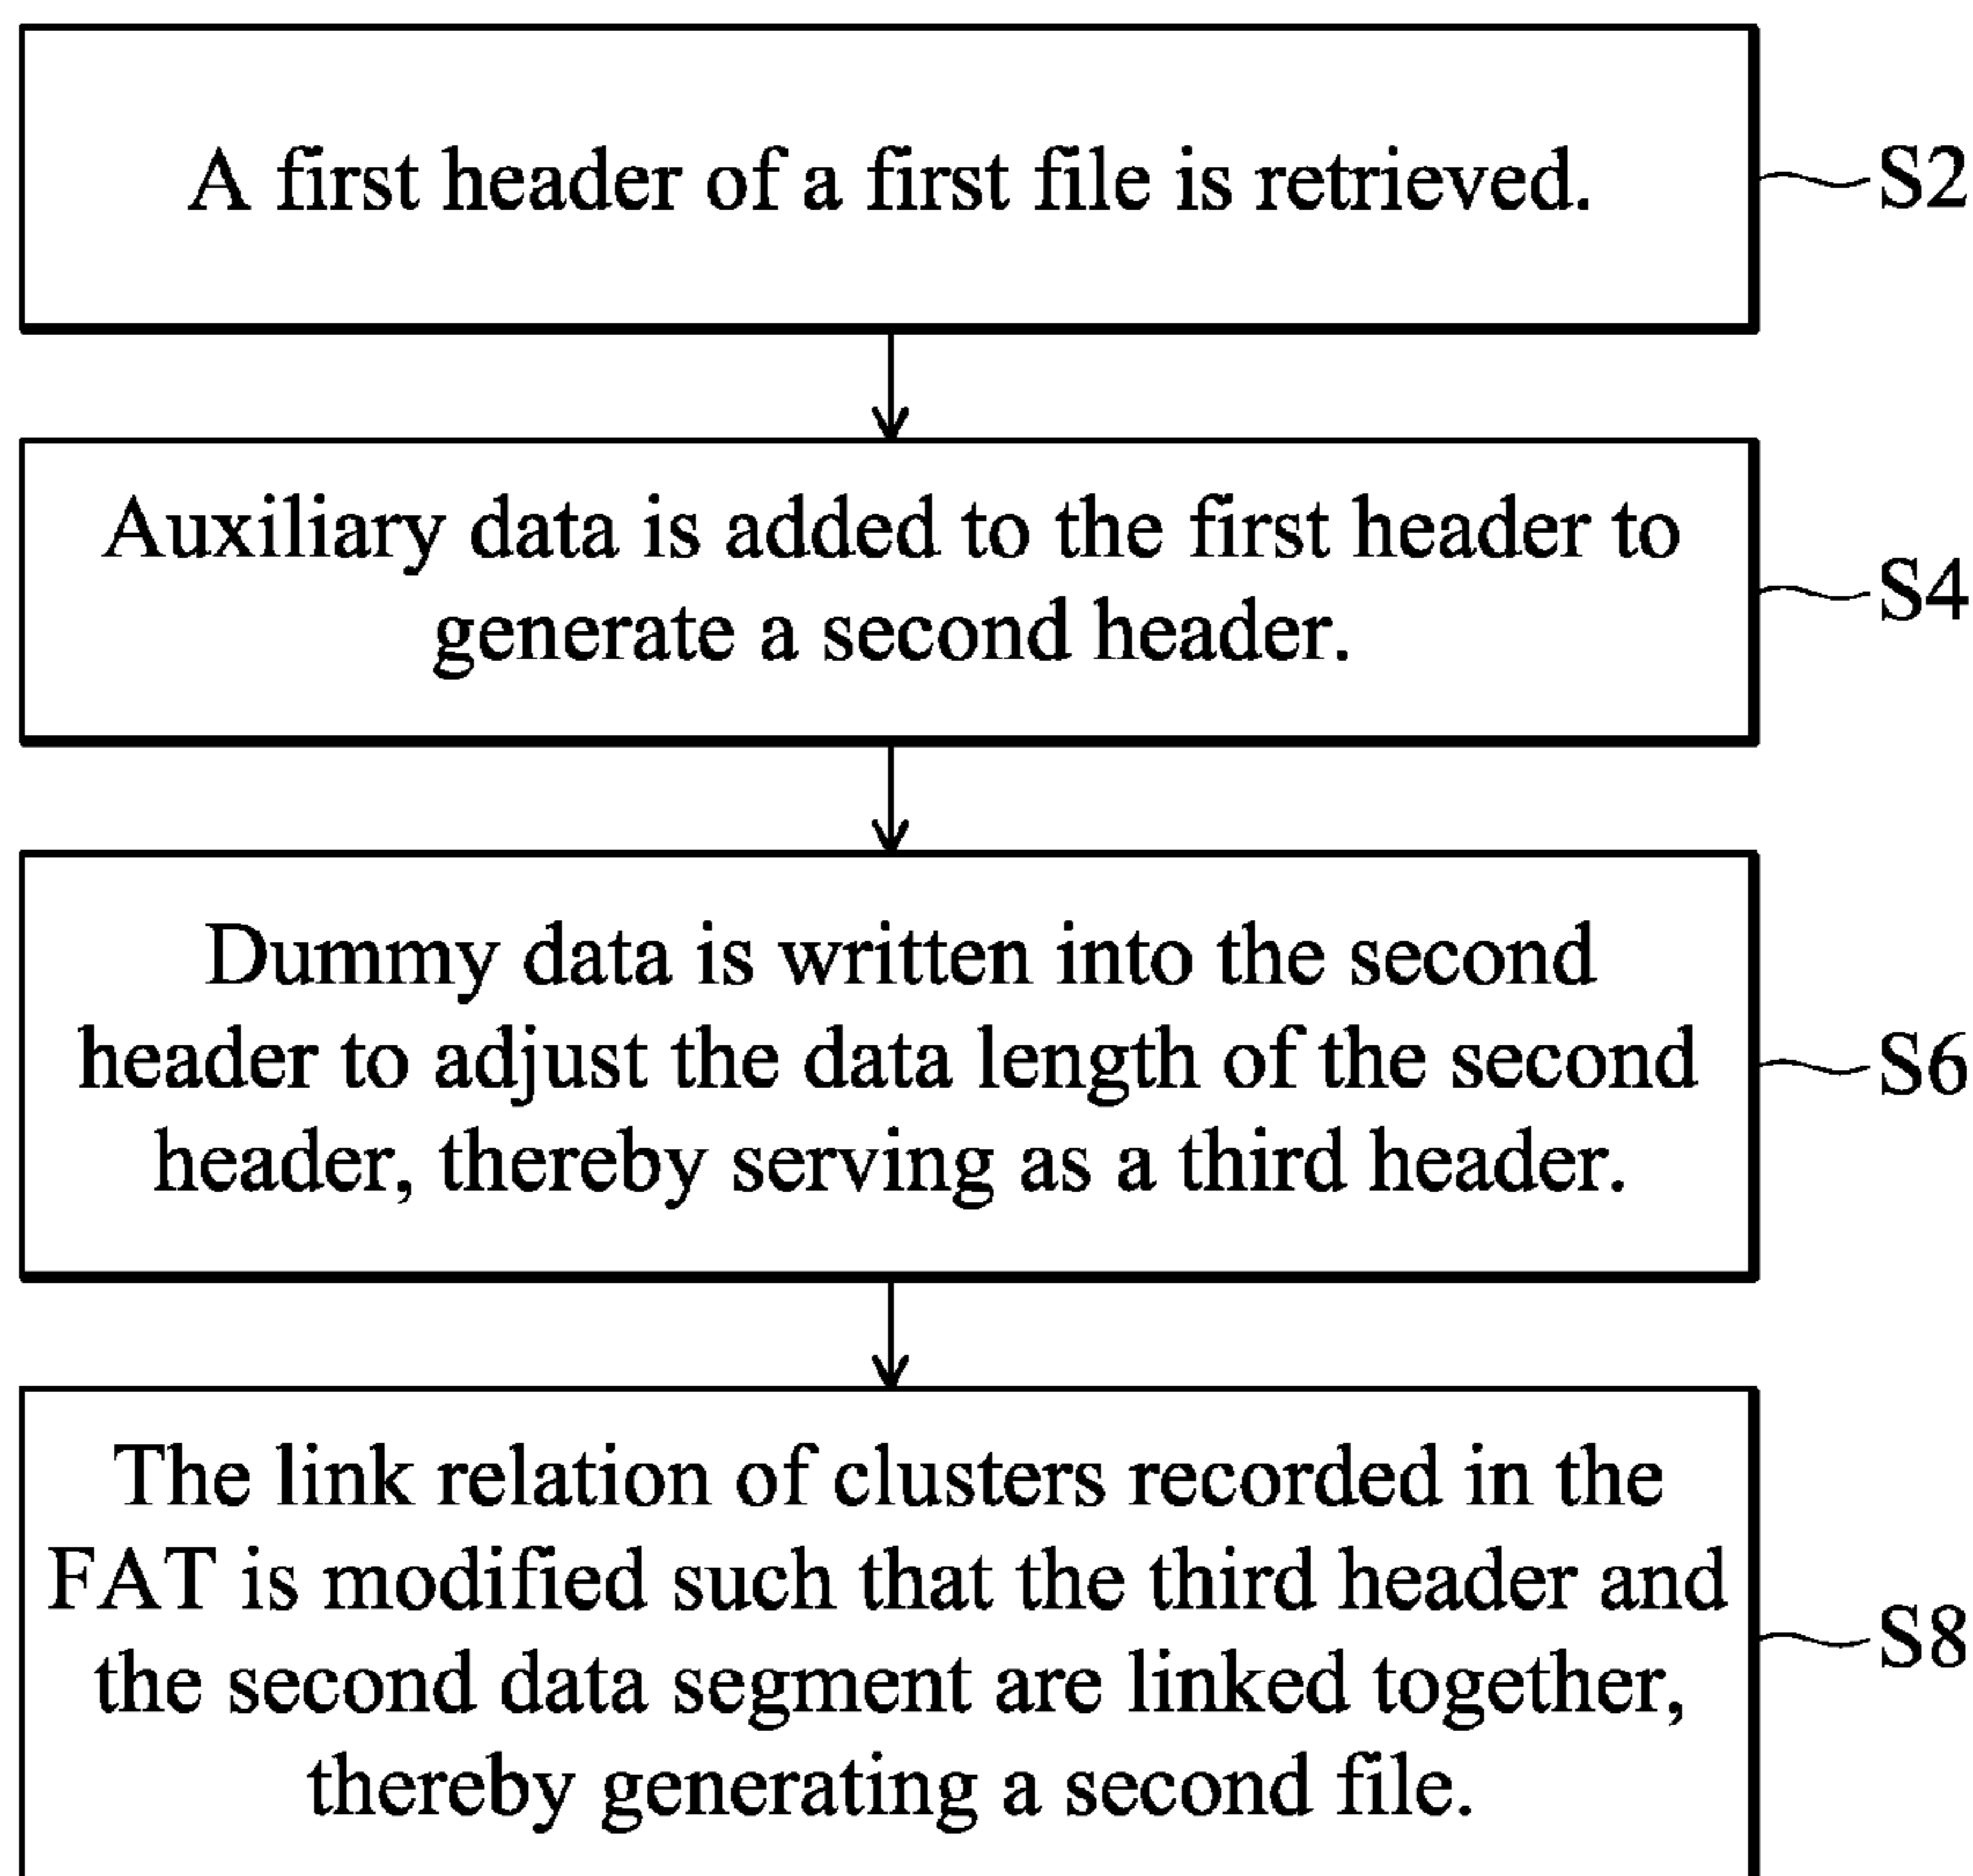 A first header of a first file is retrieved.
S2
Auxiliary data is added to the first header to
generate a second header.
S4
Dummy data is written into the second
header to adjust the data length of the second
header, thereby serving as a third header.
S6
The link relation of clusters recorded in the
FAT is modified such that the third header and
the second data segment are linked together,
thereby generating a second file.
S8